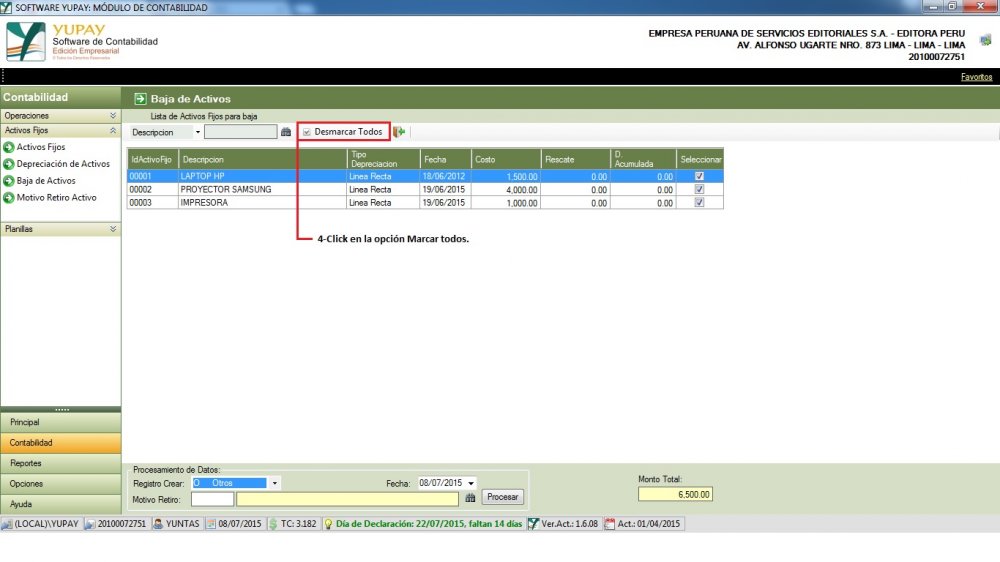 SOFTWARE YUPAY: MÓDULO DE CONTABILIDAD
YUPAY
Software de Contabilidad
Edición Empresarial
EMPRESA PERUANA DE SERVICIOS EDITORIALES S.A. - EDITORA PERU
AV. ALFONSO UGARTE NRO. 873 LIMA - LIMA - LIMA
20100072751
Favoritos
Contabilidad
Baja de Activos
Operaciones
Lista de Activos Fijos para baja
Activos Fijos
Descripcion
Desmarcar Todos
Activos Fijos
Depreciación de Activos
Baja de Activos
Motivo Retiro Activo
Planillas
IdActivoFijo Descripcion Tipo Depreciacion Fecha Costo Rescate D. Acumulada Seleccionar
00001 LAPTOP HP Linea Recta 18/06/2012 1,500.00 0.00 0.00
00002 PROYECTOR SAMSUNG Linea Recta 19/06/2015 4,000.00 0.00 0.00
00003 IMPRESORA Linea Recta 19/06/2015 1,000.00 0.00 0.00
4-Click en la opción Marcar todos.
Principal
Contabilidad
Reportes
Opciones
Ayuda
Procesamiento de Datos:
Registro Crear: O Otros Fecha: 08/07/2015
Motivo Retiro: Procesar
Monto Total:
6,500.00
(LOCAL)\YUPAY 20100072751 YUNTAS 08/07/2015 TC: 3.182 Día de Declaración: 22/07/2015, faltan 14 días Ver.Act.: 1.6.08 Act.: 01/04/2015